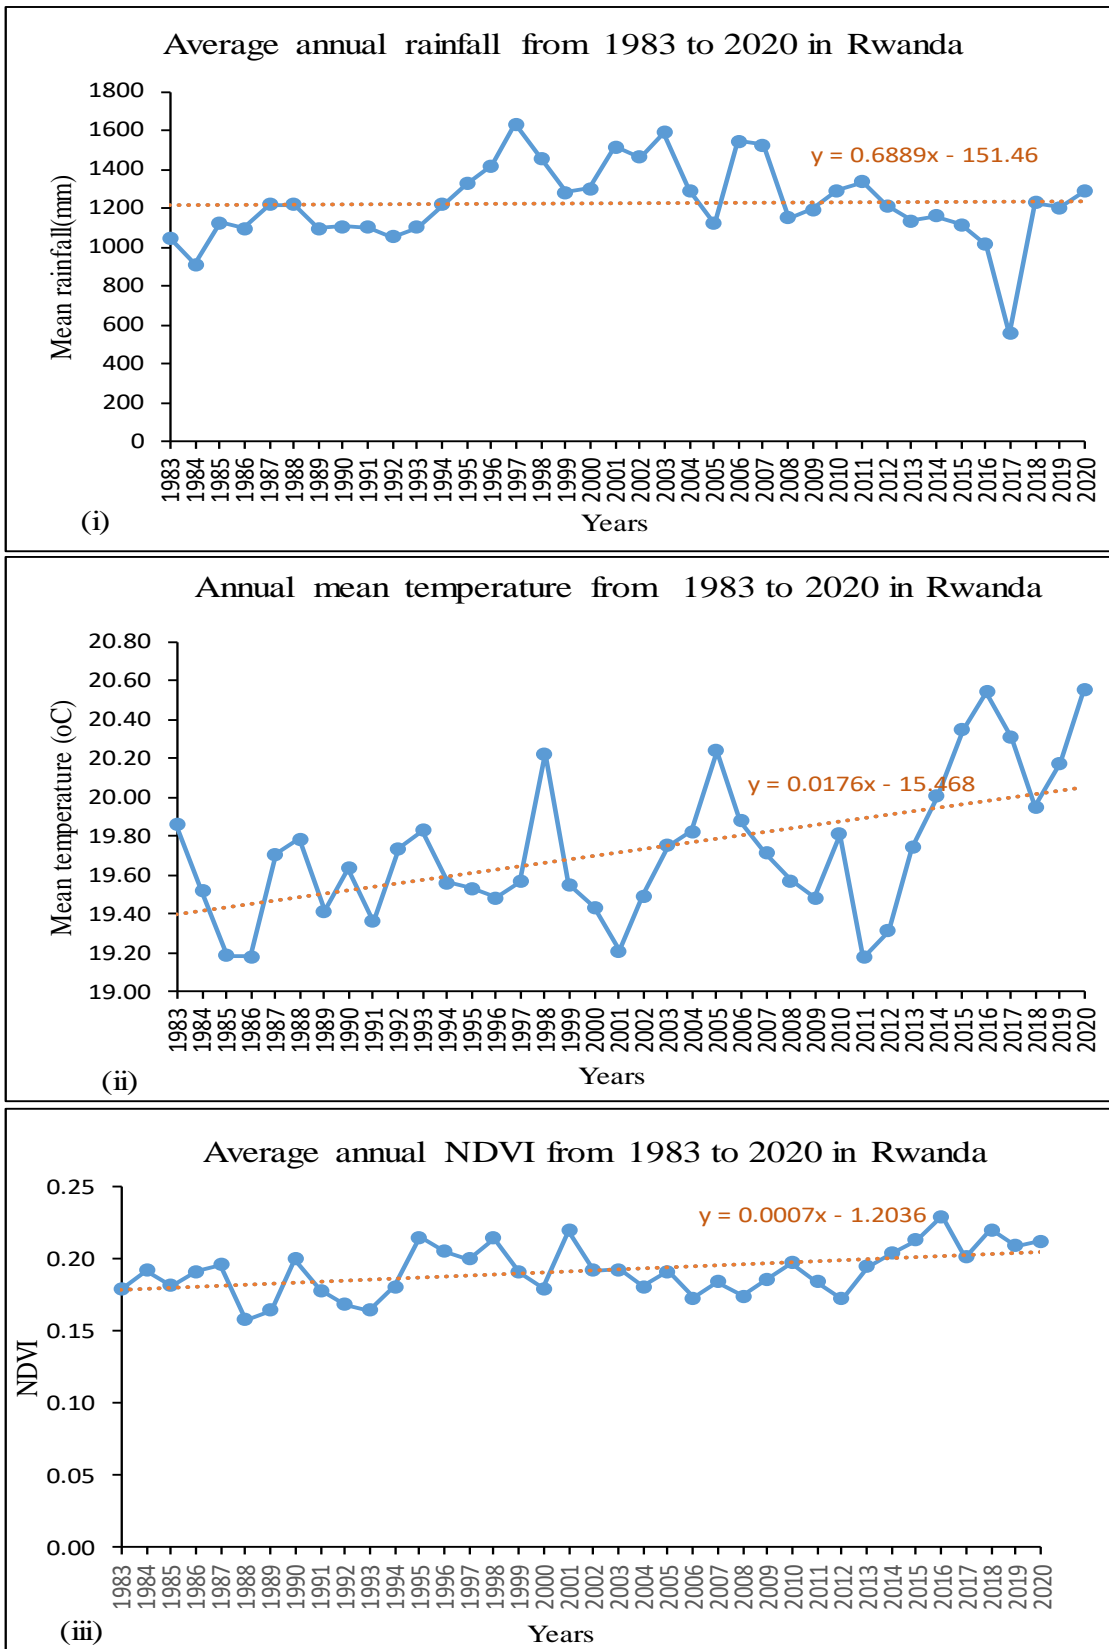 Average annual rainfall from 1983 to 2020 in Rwanda
1800
1600
1400
1200
1000
800
600
400
200
0
Mean rainfall(mm)
y = 0.6889x - 151.46
1983 1984 1985 1986 1987 1988 1989 1990 1991 1992 1993 1994 1995 1996 1997 1998 1999 2000 2001 2002 2003 2004 2005 2006 2007 2008 2009 2010 2011 2012 2013 2014 2015 2016 2017 2018 2019 2020
(i)
Years
Annual mean temperature from 1983 to 2020 in Rwanda
20.80
20.60
20.40
20.20
20.00
19.80
19.60
19.40
19.20
19.00
Mean temperature (oC)
y = 0.0176x - 15.468
1983 1984 1985 1986 1987 1988 1989 1990 1991 1992 1993 1994 1995 1996 1997 1998 1999 2000 2001 2002 2003 2004 2005 2006 2007 2008 2009 2010 2011 2012 2013 2014 2015 2016 2017 2018 2019 2020
(ii)
Years
Average annual NDVI from 1983 to 2020 in Rwanda
0.25
0.20
0.15
0.10
0.05
0.00
NDVI
y = 0.0007x - 1.2036
1983 1984 1985 1986 1987 1988 1989 1990 1991 1992 1993 1994 1995 1996 1997 1998 1999 2000 2001 2002 2003 2004 2005 2006 2007 2008 2009 2010 2011 2012 2013 2014 2015 2016 2017 2018 2019 2020
(iii)
Years